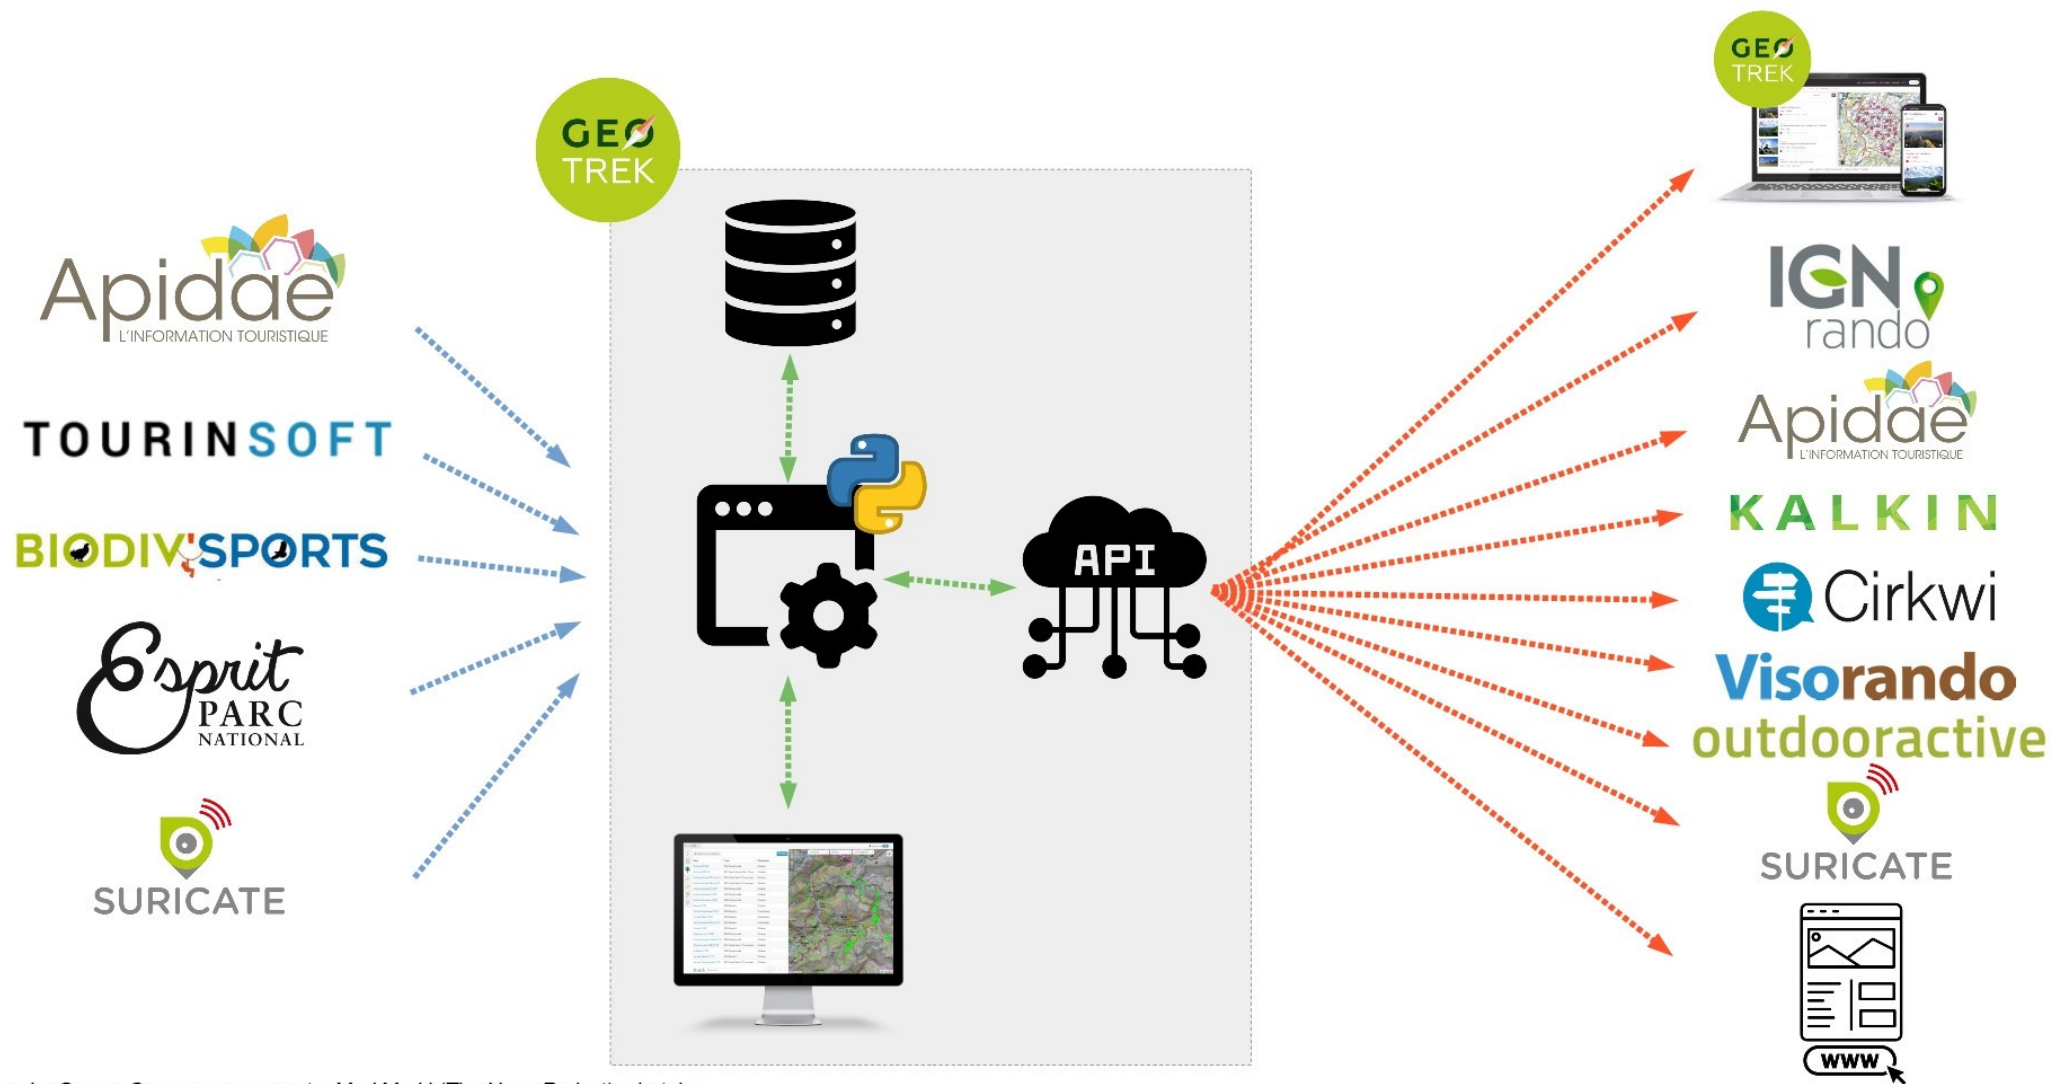 GEO
TREK
Apidae
L'INFORMATION TOURISTIQUE
TOURINSOFT
BIODIV'SPORTS
Esprit
PARC
NATIONAL
SURICATE
API
GEO
TREK
IGN
rando
Apidae
L'INFORMATION TOURISTIQUE
KALKIN
Cirkwi
Visorando
outdooractive
SURICATE
www